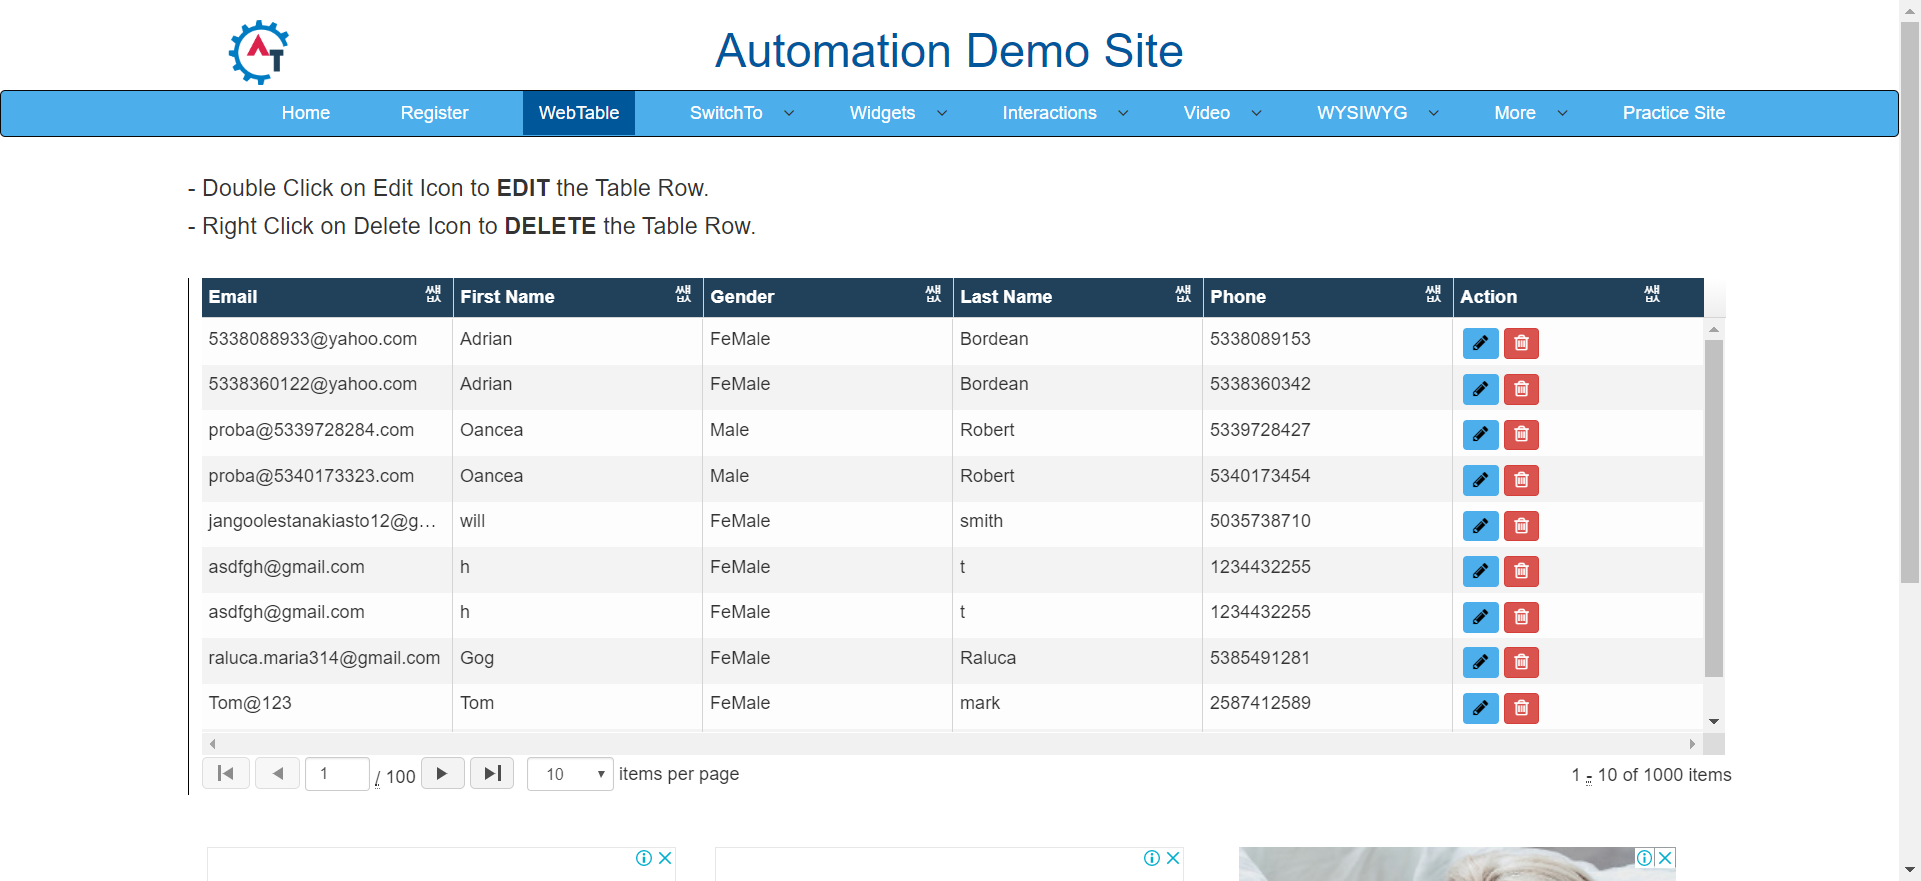 Automation Demo Site
Home Register WebTable SwitchTo Widgets Interactions Video WYSIWYG More Practice Site
- Double Click on Edit Icon to EDIT the Table Row.
- Right Click on Delete Icon to DELETE the Table Row.
Email First Name Gender Last Name Phone Action
5338088933@yahoo.com Adrian FeMale Bordean 5338089153
5338360122@yahoo.com Adrian FeMale Bordean 5338360342
proba@5339728284.com Oancea Male Robert 5339728427
proba@5340173323.com Oancea Male Robert 5340173454
jangoolestanakiasto12@g... will FeMale smith 5035738710
asdfgh@gmail.com h FeMale t 1234432255
asdfgh@gmail.com h FeMale t 1234432255
raluca.maria314@gmail.com Gog FeMale Raluca 5385491281
Tom@123 Tom FeMale mark 2587412589
1 / 100 10 items per page 1 - 10 of 1000 items